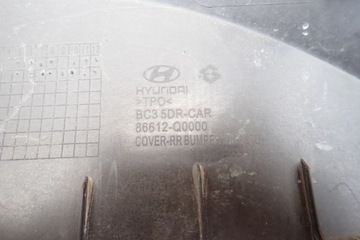 HYUNDAI
>TPO<
BC3 5DR-CAR
86612-Q0000
COVER-RR BUMPER